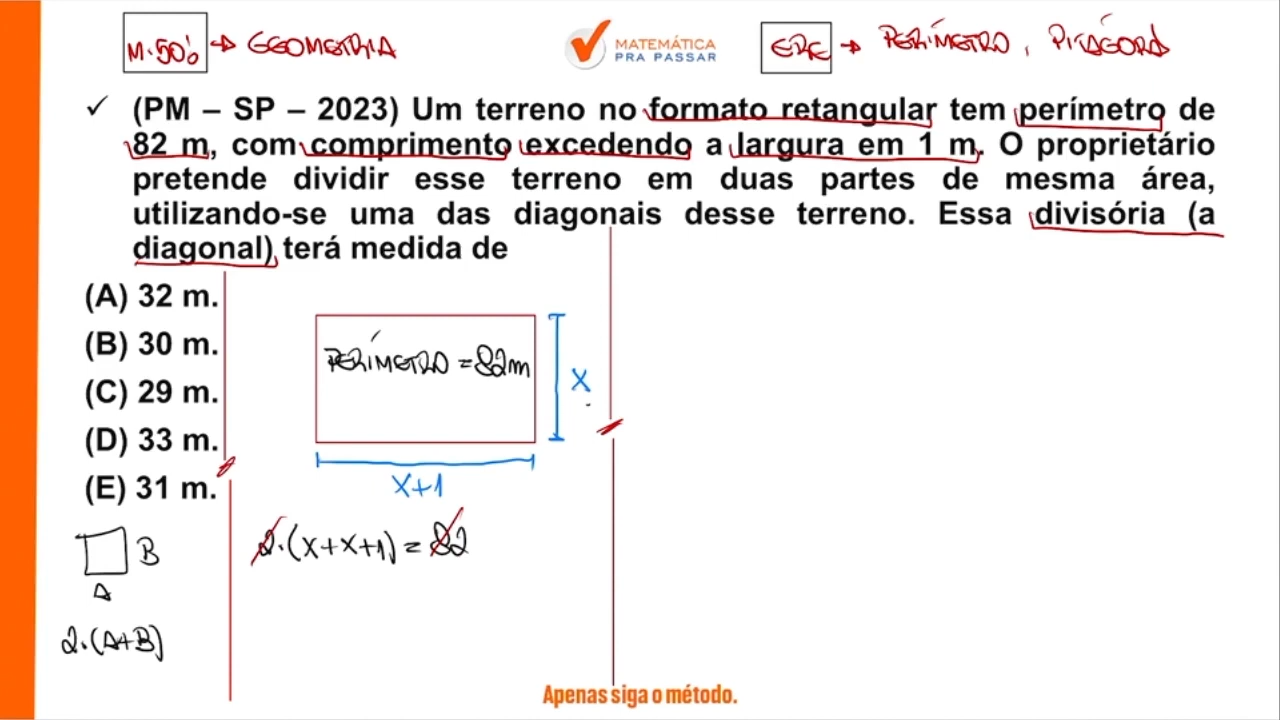 M.50% → GEOMETRIA
MATEMÁTICA
PRA PASSAR
→ PERÍMETRO, PITÁGORAS
✓ (PM – SP – 2023) Um terreno no formato retangular tem perímetro de
82 m, com comprimento excedendo a largura em 1 m. O proprietário
pretende dividir esse terreno em duas partes de mesma área,
utilizando-se uma das diagonais desse terreno. Essa divisória (a
diagonal) terá medida de
(A) 32 m.
(B) 30 m.
(C) 29 m.
(D) 33 m.
(E) 31 m.
PERÍMETRO = 82m
X
X+1
B
A
2.(A+B)
2.(X+X+1) = 82
Apenas siga o método.